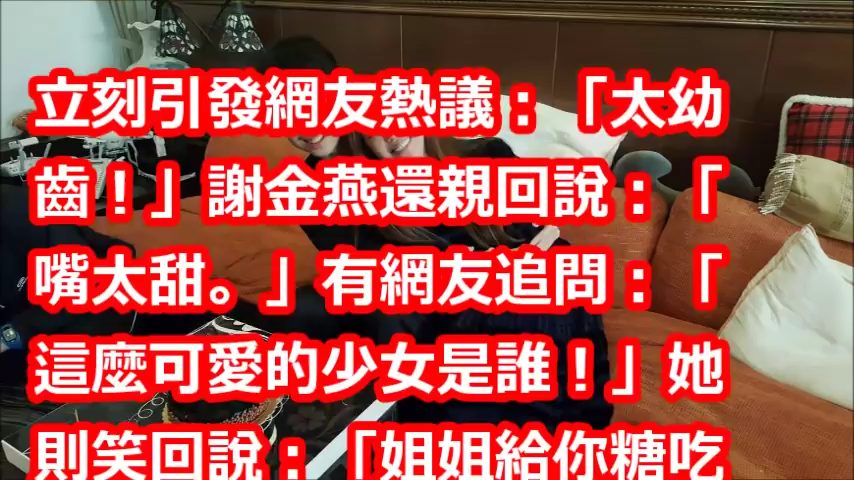 立刻引發網友熱議：「太幼
齒！」謝金燕還親回說：「
嘴太甜。」有網友追問：「
這麼可愛的少女是誰！」她
則笑回說：「姐姐給你糖吃